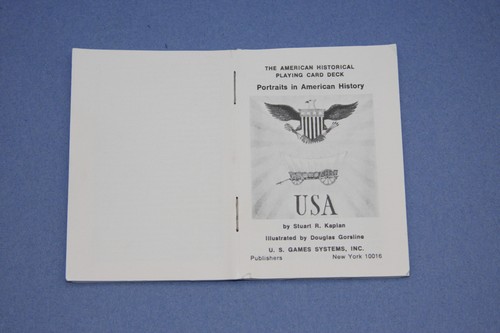 THE AMERICAN HISTORICAL
PLAYING CARD DECK
Portraits in American History
USA
by Stuart R. Kaplan
Illustrated by Douglas Gorsline
U. S. GAMES SYSTEMS, INC.
Publishers New York 10016